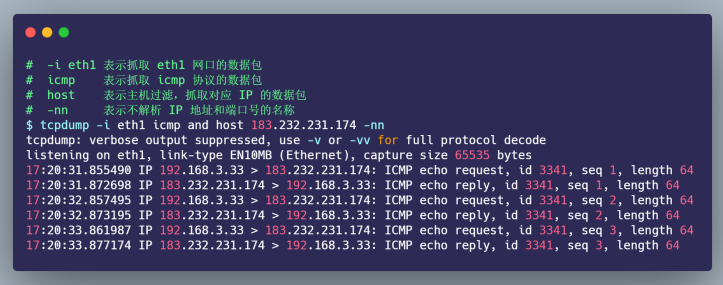 #  -i eth1 表示抓取 eth1 网口的数据包
#  icmp    表示抓取 icmp 协议的数据包
#  host    表示主机过滤，抓取对应 IP 的数据包
#  -nn     表示不解析 IP 地址和端口号的名称
$ tcpdump -i eth1 icmp and host 183.232.231.174 -nn
tcpdump: verbose output suppressed, use -v or -vv for full protocol decode
listening on eth1, link-type EN10MB (Ethernet), capture size 65535 bytes
17:20:31.855490 IP 192.168.3.33 > 183.232.231.174: ICMP echo request, id 3341, seq 1, length 64
17:20:31.872698 IP 183.232.231.174 > 192.168.3.33: ICMP echo reply, id 3341, seq 1, length 64
17:20:32.857495 IP 192.168.3.33 > 183.232.231.174: ICMP echo request, id 3341, seq 2, length 64
17:20:32.873195 IP 183.232.231.174 > 192.168.3.33: ICMP echo reply, id 3341, seq 2, length 64
17:20:33.861987 IP 192.168.3.33 > 183.232.231.174: ICMP echo request, id 3341, seq 3, length 64
17:20:33.877174 IP 183.232.231.174 > 192.168.3.33: ICMP echo reply, id 3341, seq 3, length 64